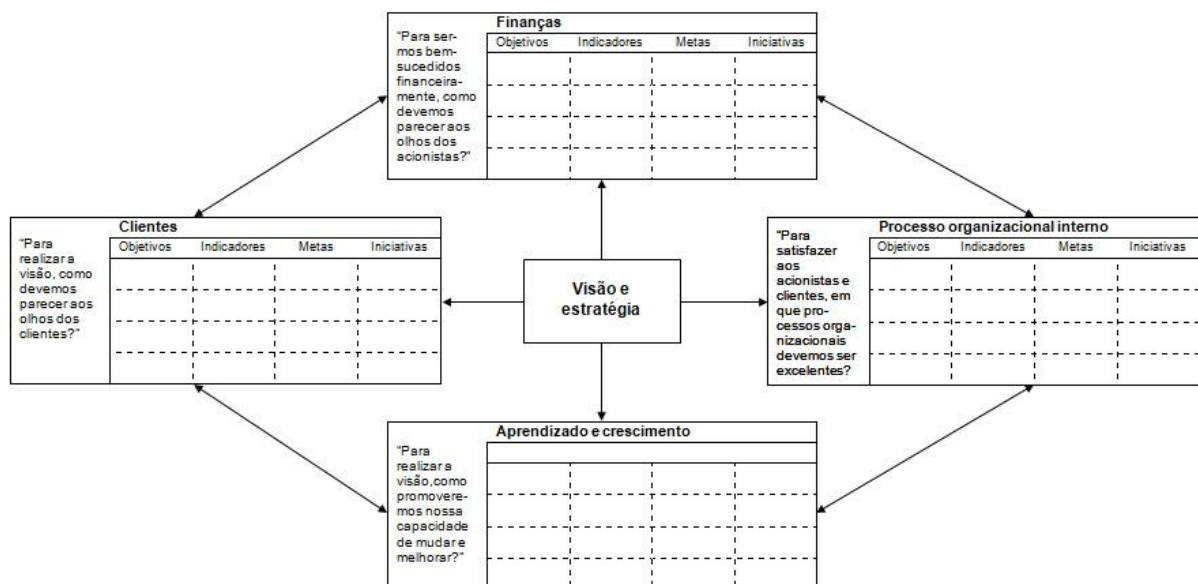 Finanças
"Para ser-
mos bem-
sucedidos
financeira-
mente, como
devemos
parecer aos
olhos dos
acionistas?"
Objetivos Indicadores Metas Iniciativas
Clientes
"Para
realizar a
visão, como
devemos
parecer aos
olhos dos
clientes?"
Objetivos Indicadores Metas Iniciativas
Visão e
estratégia
Processo organizacional interno
"Para
satisfazer
aos
acionistas e
clientes, em
que pro-
cessos orga-
nizacionais
devemos ser
excelentes?
Objetivos Indicadores Metas Iniciativas
Aprendizado e crescimento
"Para
realizar a
visão,como
promovere-
mos nossa
capacidade
de mudar e
melhorar?"